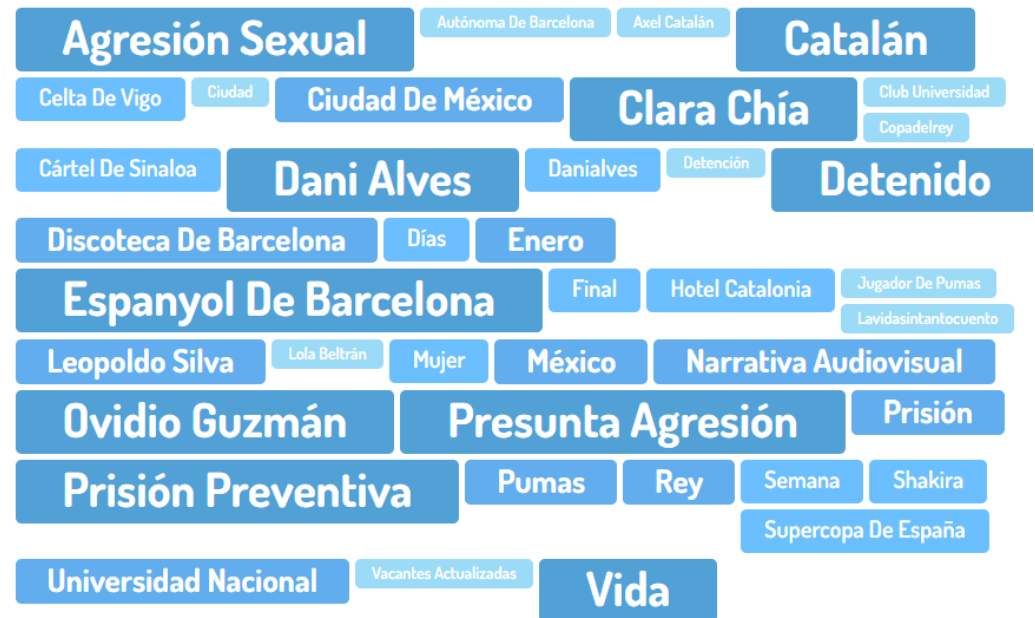 Agresión Sexual Autónoma De Barcelona Axel Catalán Catalán
Celta De Vigo Ciudad Ciudad De México Clara Chía Club Universidad
Copadelrey
Cártel De Sinaloa Dani Alves Danialves Detención Detenido
Discoteca De Barcelona Días Enero
Espanyol De Barcelona Final Hotel Catalonia Jugador De Pumas
Lavidasintantocuento
Leopoldo Silva Lola Beltrán Mujer México Narrativa Audiovisual
Ovidio Guzmán Presunta Agresión Prisión
Prisión Preventiva Pumas Rey Semana Shakira
Supercopa De España
Universidad Nacional Vacantes Actualizadas Vida